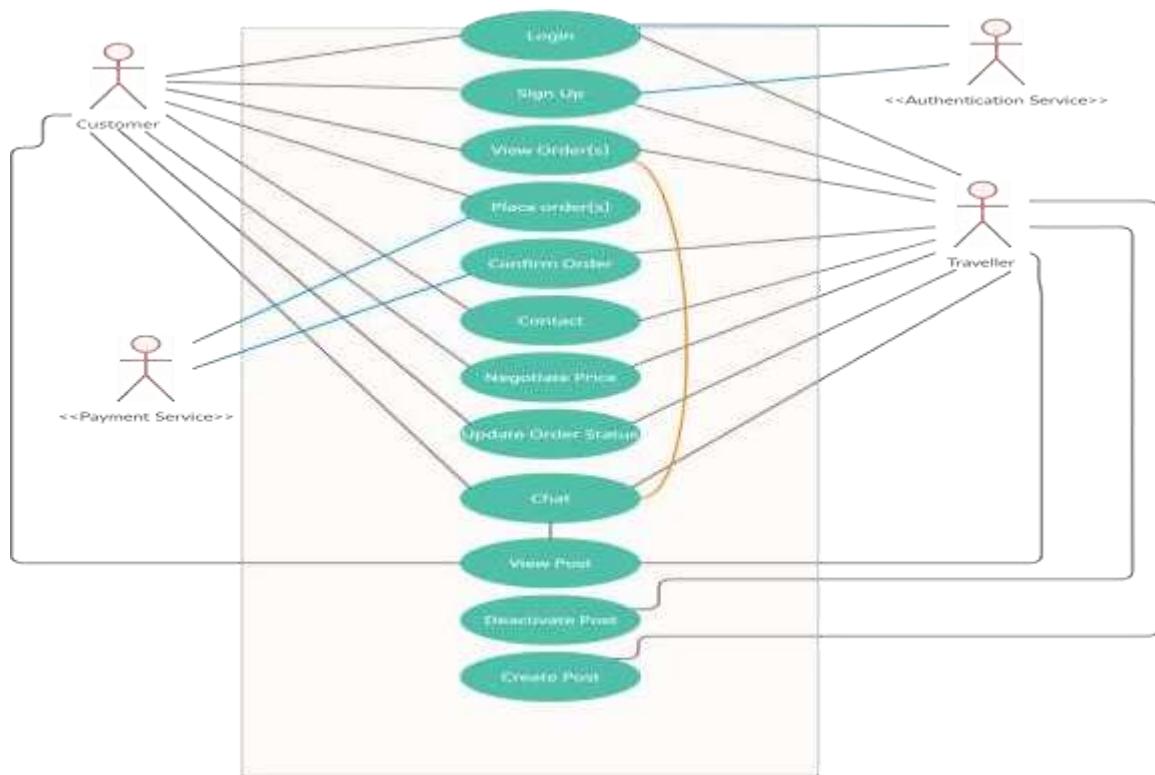 Login
Sign Up
View Order(s)
Place order(s)
Confirm Order
Contact
Negotiate Price
Update Order Status
Chat
View Post
Deactivate Post
Create Post
Customer
<<Payment Service>>
<<Authentication Service>>
Traveller